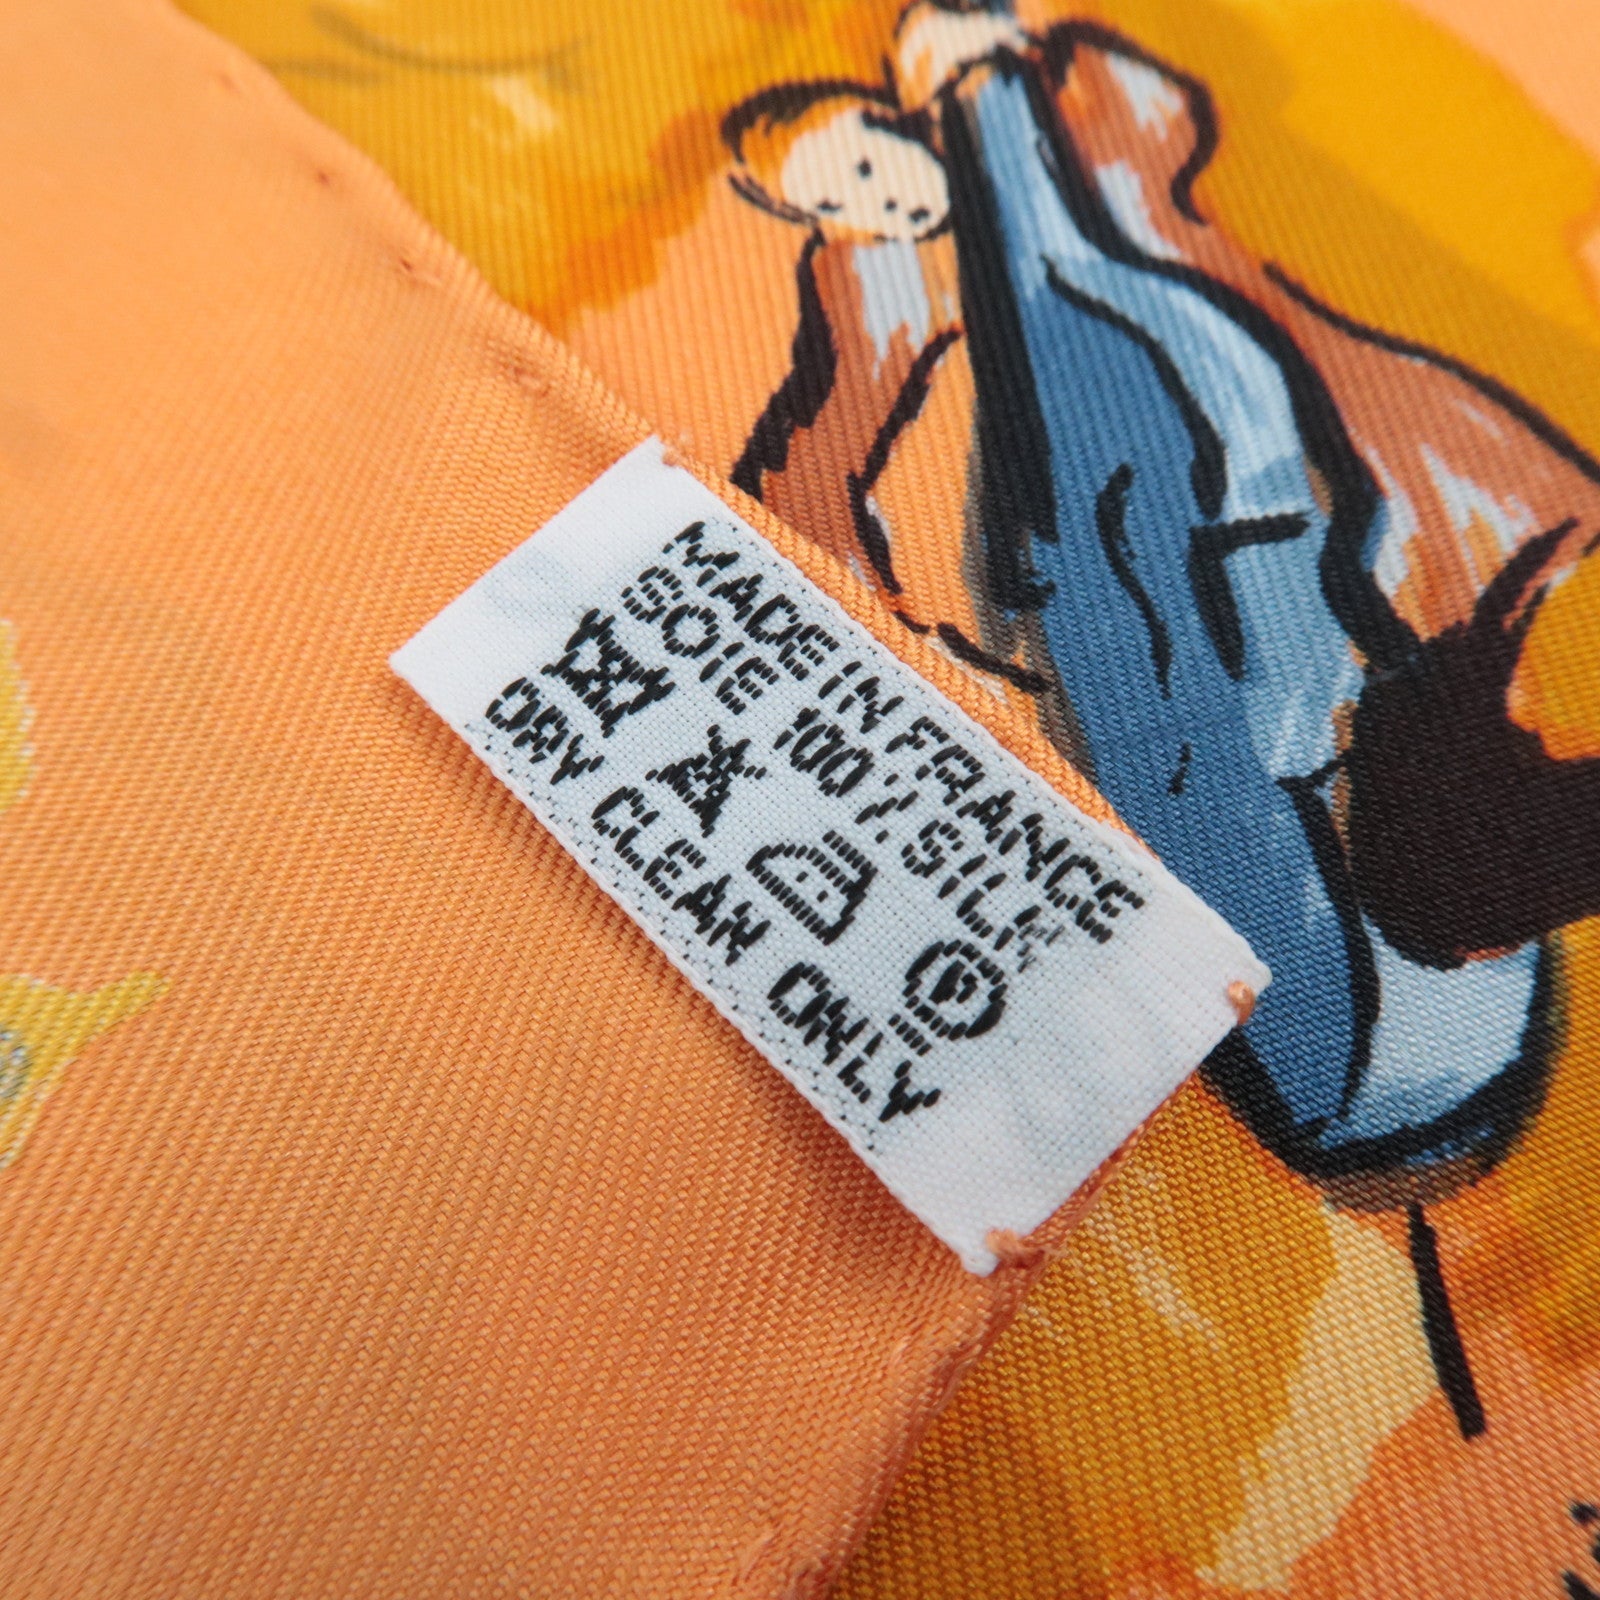 MADE IN FRANCE
SOIE 100% SILK
P
DRY CLEAN ONLY